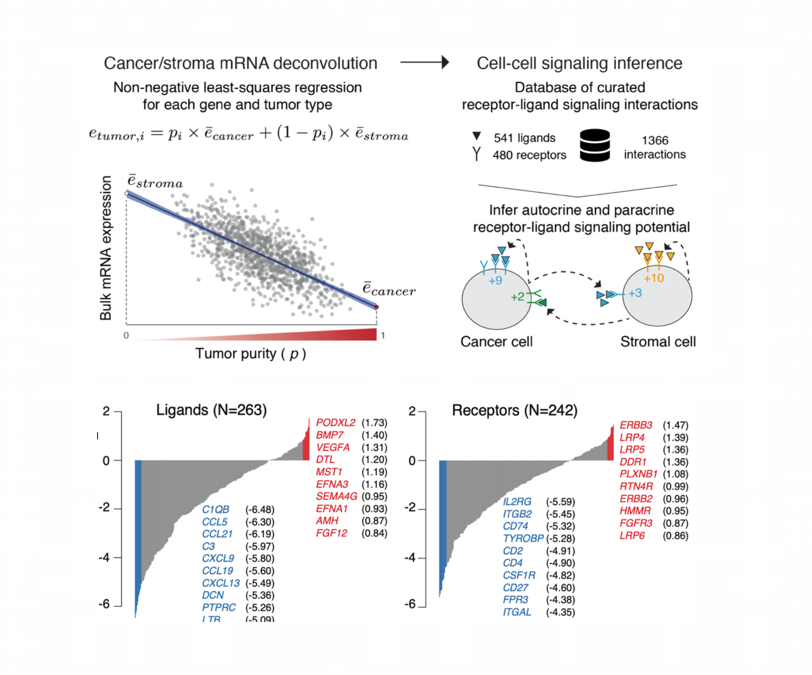 Cancer/stroma mRNA deconvolution
Non-negative least-squares regression
for each gene and tumor type
e_{tumor,i} = p_i × ē_{cancer} + (1 − p_i) × ē_{stroma}
ē_{stroma}
Bulk mRNA expression
ē_{cancer}
0
1
Tumor purity ( p )
Cell-cell signaling inference
Database of curated
receptor-ligand signaling interactions
541 ligands
480 receptors
1366
interactions
Infer autocrine and paracrine
receptor-ligand signaling potential
+9
+2
+3
+10
Cancer cell
Stromal cell
Ligands (N=263)
2
0
-2
-4
-6
PODXL2 (1.73)
BMP7 (1.40)
VEGFA (1.31)
DTL (1.20)
MST1 (1.19)
EFNA3 (1.16)
SEMA4G (0.95)
EFNA1 (0.93)
AMH (0.87)
FGF12 (0.84)
C1QB (-6.48)
CCL5 (-6.30)
CCL21 (-6.19)
C3 (-5.97)
CXCL9 (-5.80)
CCL19 (-5.60)
CXCL13 (-5.49)
DCN (-5.36)
PTPRC (-5.26)
LTB (-5.09)
Receptors (N=242)
2
0
-2
-4
-6
ERBB3 (1.47)
LRP4 (1.39)
LRP5 (1.36)
DDR1 (1.36)
PLXNB1 (1.08)
RTN4R (0.99)
ERBB2 (0.96)
HMMR (0.95)
FGFR3 (0.87)
LRP6 (0.86)
IL2RG (-5.59)
ITGB2 (-5.45)
CD74 (-5.32)
TYROBP (-5.28)
CD2 (-4.91)
CD4 (-4.90)
CSF1R (-4.82)
CD27 (-4.60)
FPR3 (-4.38)
ITGAL (-4.35)